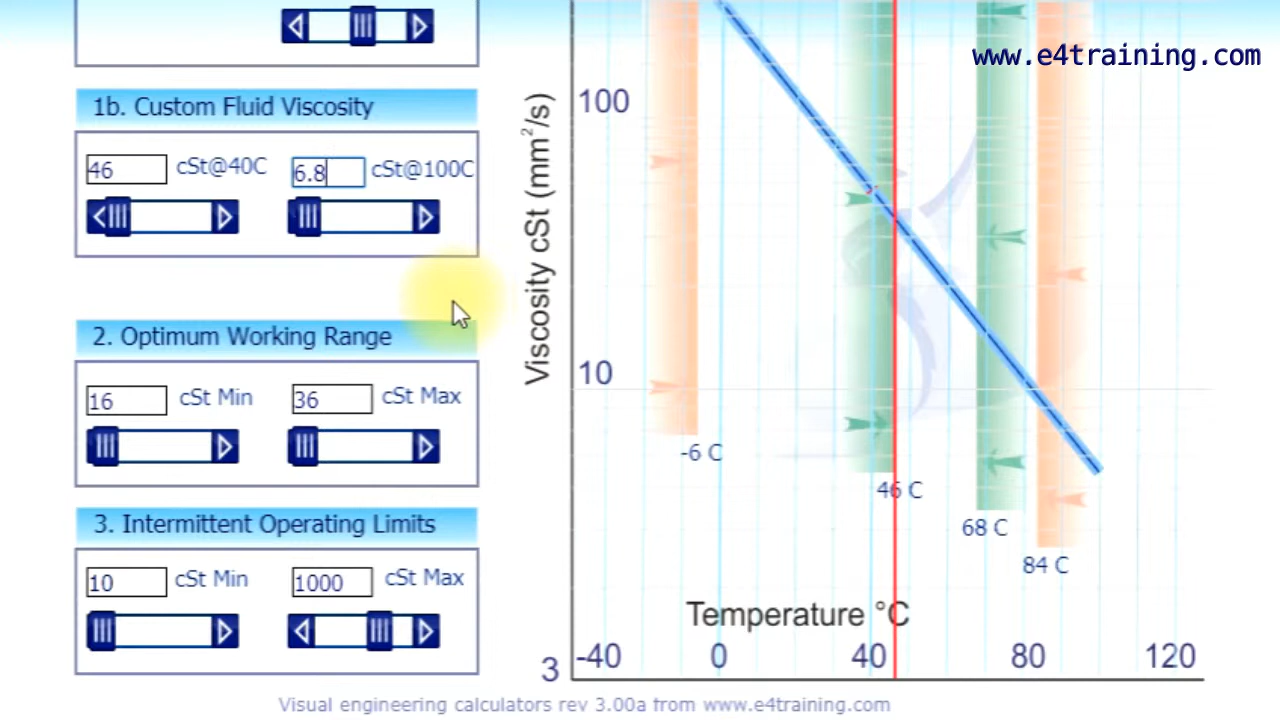 www.e4training.com
1b. Custom Fluid Viscosity
46 cSt@40C 6.8 cSt@100C
2. Optimum Working Range
16 cSt Min 36 cSt Max
3. Intermittent Operating Limits
10 cSt Min 1000 cSt Max
Viscosity cSt (mm²/s)
100
10
3
-6 C
46 C
68 C
84 C
Temperature °C
-40 0 40 80 120
Visual engineering calculators rev 3.00a from www.e4training.com